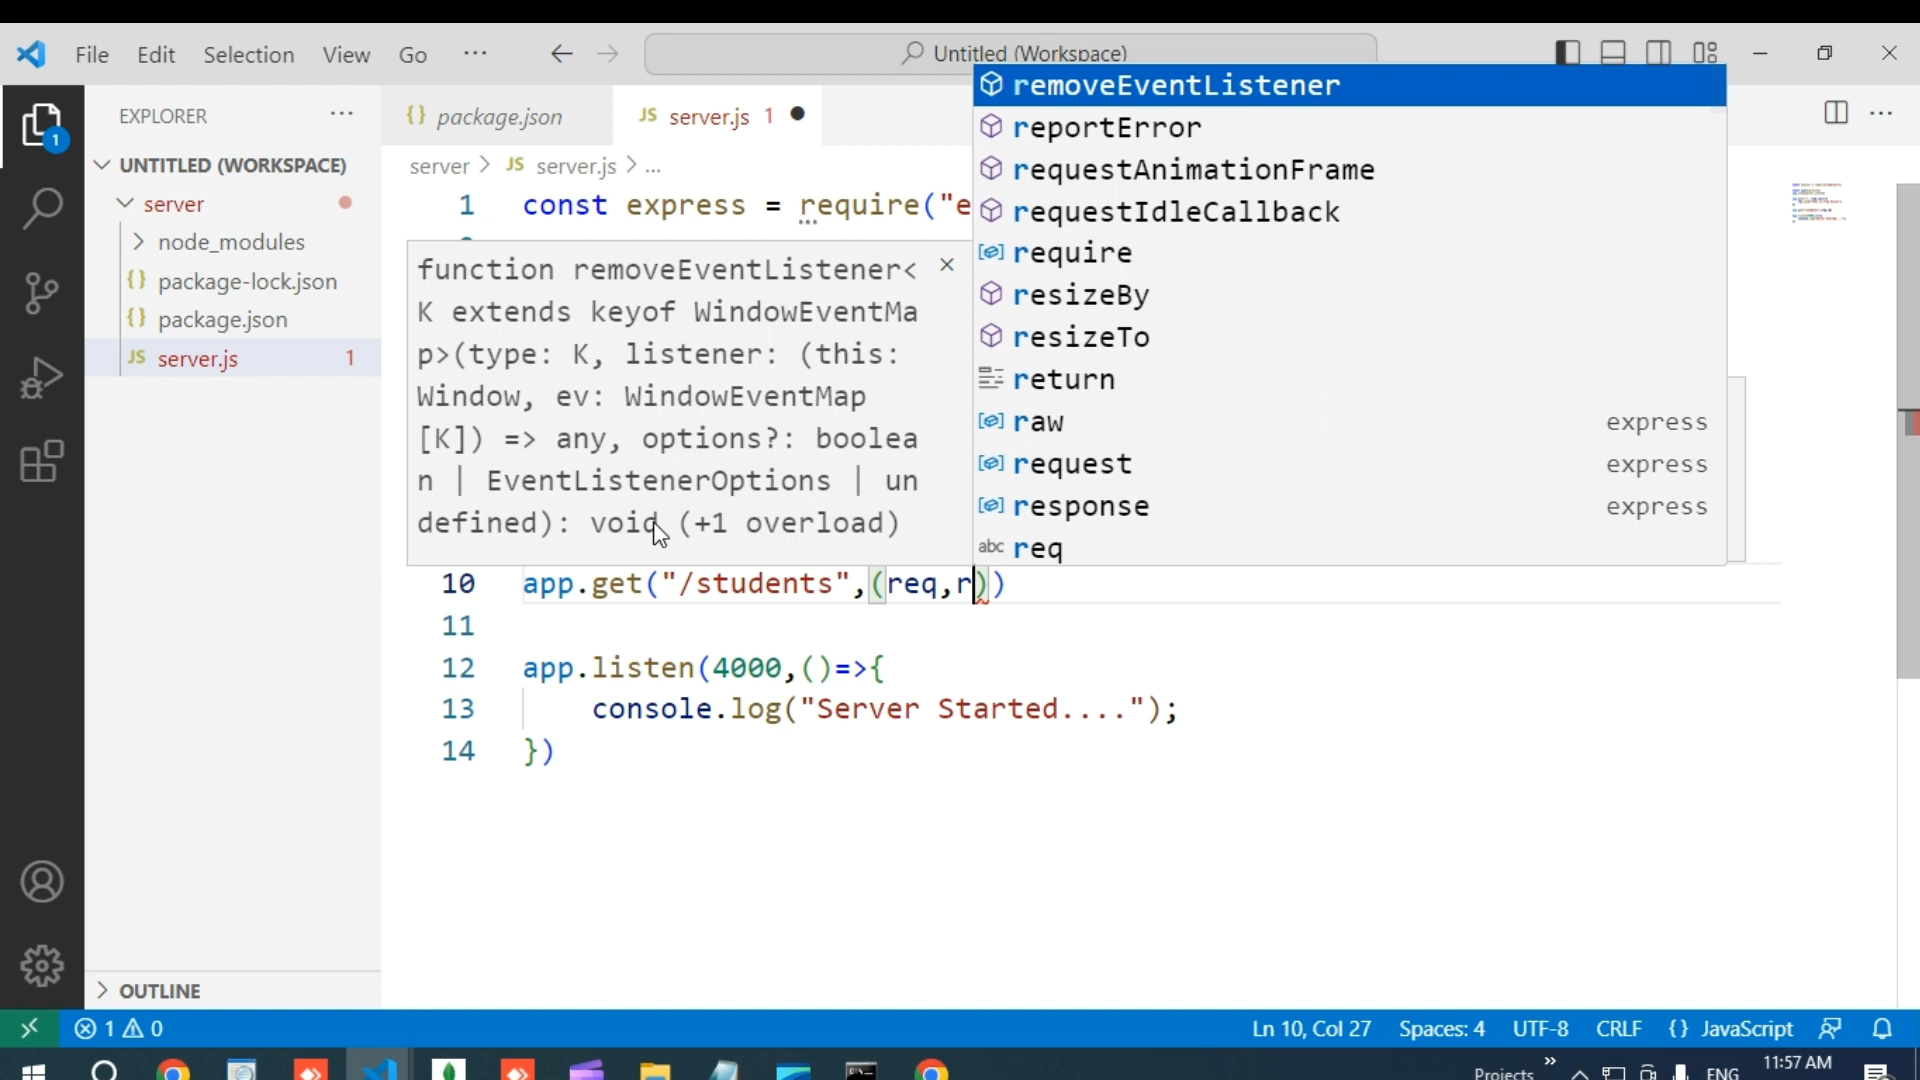 File Edit Selection View Go ··· Untitled (Workspace)
EXPLORER ···
UNTITLED (WORKSPACE)
server
node_modules
{} package-lock.json
{} package.json
JS server.js 1
OUTLINE
{} package.json JS server.js 1
server > JS server.js > ...
1 const express = require("e
function removeEventListener<
K extends keyof WindowEventMa
p>(type: K, listener: (this:
Window, ev: WindowEventMap
[K]) => any, options?: boolea
n | EventListenerOptions | un
defined): void (+1 overload)
removeEventListener
reportError
requestAnimationFrame
requestIdleCallback
require
resizeBy
resizeTo
return
raw express
request express
response express
abc req
10 app.get("/students",(req,r))
11
12 app.listen(4000,()=>{
13 console.log("Server Started....");
14 })
1 0 Ln 10, Col 27 Spaces: 4 UTF-8 CRLF {} JavaScript
1
Projects » ENG 11:57 AM